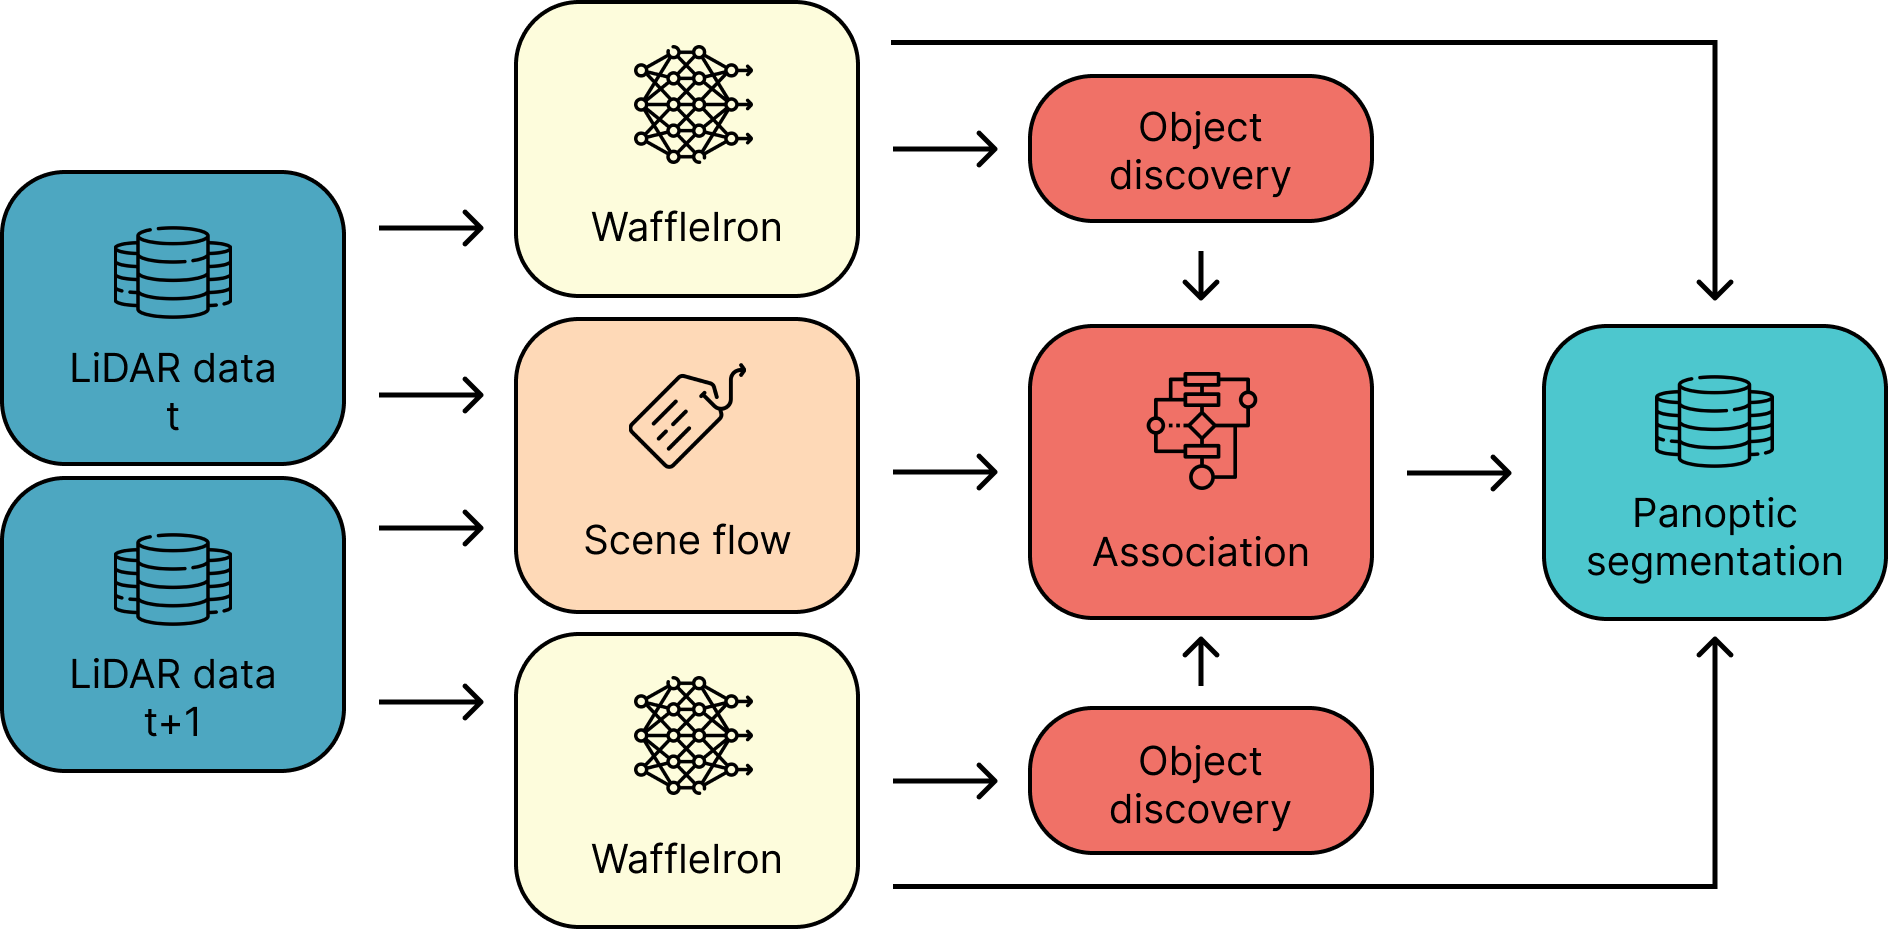 LiDAR data
t
LiDAR data
t+1
WaffleIron
Scene flow
WaffleIron
Object
discovery
Association
Object
discovery
Panoptic
segmentation